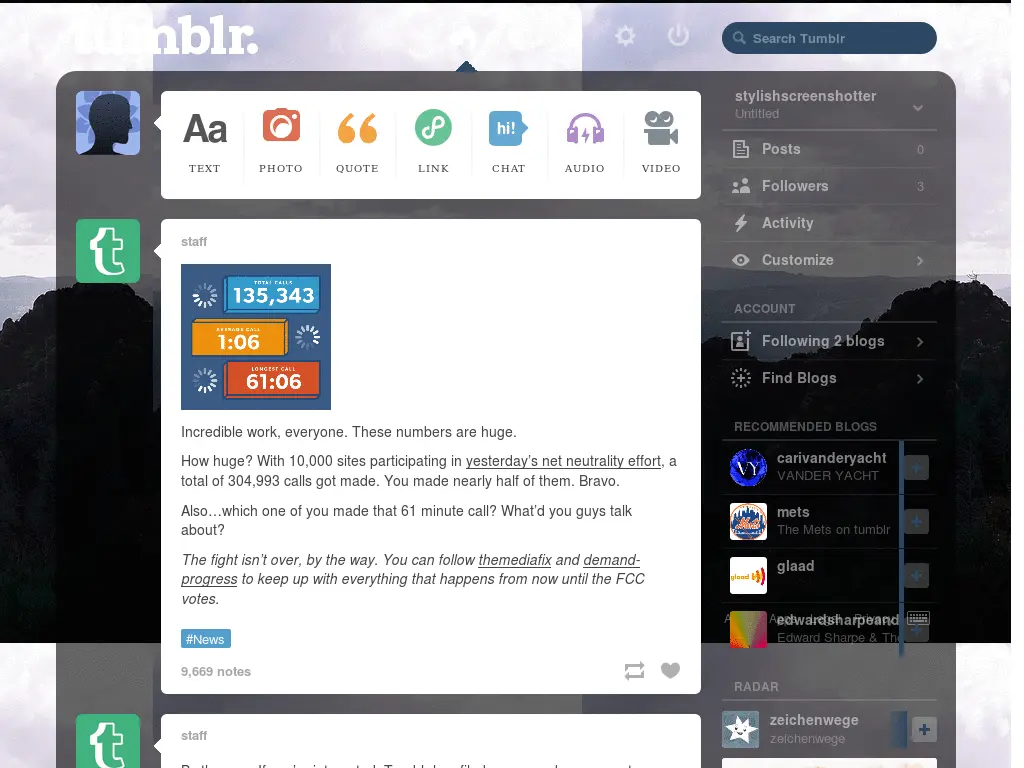 tumblr.
Search Tumblr
Aa
hi!
TEXT
PHOTO
QUOTE
LINK
CHAT
AUDIO
VIDEO
stylishscreenshotter
Untitled
Posts 0
Followers 3
Activity
Customize
ACCOUNT
Following 2 blogs
Find Blogs
RECOMMENDED BLOGS
VY
carivanderyacht
VANDER YACHT
Mets
mets
The Mets on tumblr
glaad
glaad
edwardsharpeand
Edward Sharpe & The
Legal Privacy
RADAR
zeichenwege
zeichenwege
t
staff
TOTAL CALLS
135,343
AVERAGE CALL
1:06
LONGEST CALL
61:06
Incredible work, everyone. These numbers are huge.
How huge? With 10,000 sites participating in yesterday’s net neutrality effort, a
total of 304,993 calls got made. You made nearly half of them. Bravo.
Also…which one of you made that 61 minute call? What’d you guys talk
about?
The fight isn’t over, by the way. You can follow themediafix and demand-
progress to keep up with everything that happens from now until the FCC
votes.
#News
9,669 notes
t
staff